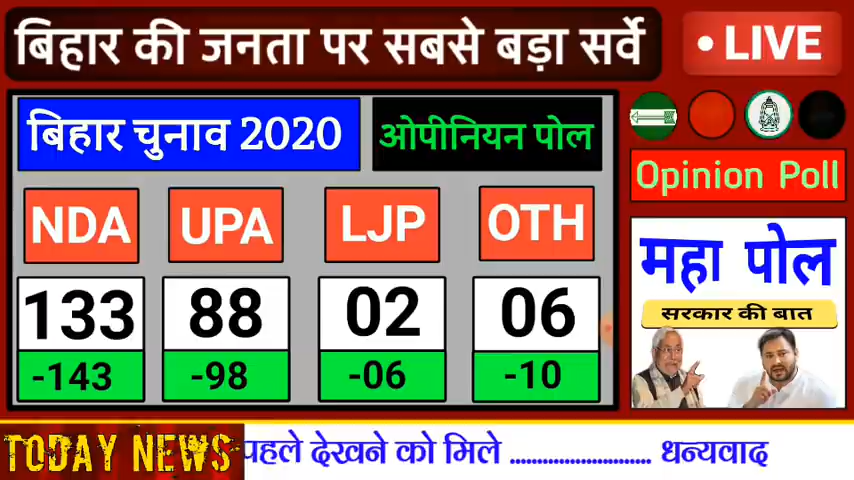 बिहार की जनता पर सबसे बड़ा सर्वे
• LIVE
बिहार चुनाव 2020
ओपीनियन पोल
NDA UPA LJP OTH
133 88 02 06
-143 -98 -06 -10
Opinion Poll
महा पोल
सरकार की बात
TODAY NEWS
पहले देखने को मिले .......................... धन्यवाद